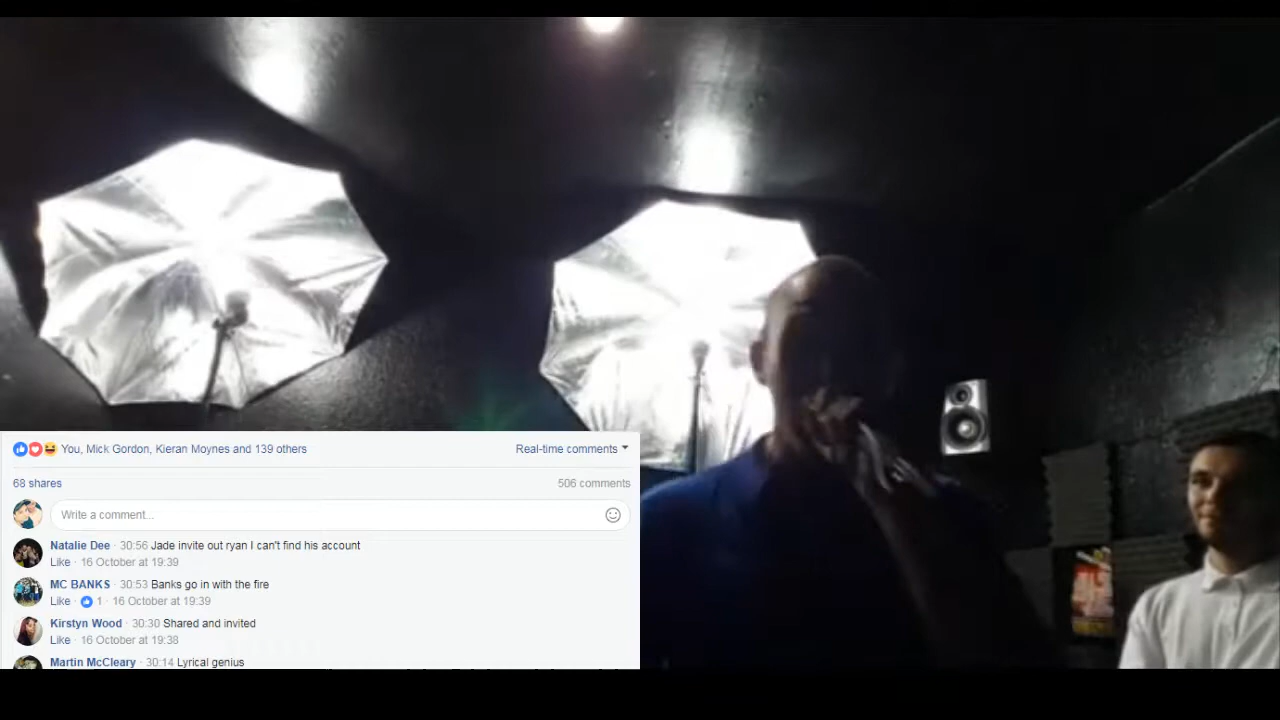 You, Mick Gordon, Kieran Moynes and 139 others
Real-time comments
68 shares
506 comments
Write a comment...
Natalie Dee · 30:56 Jade invite out ryan I can't find his account
Like · 16 October at 19:39
MC BANKS · 30:53 Banks go in with the fire
Like · 1 · 16 October at 19:39
Kirstyn Wood · 30:30 Shared and invited
Like · 16 October at 19:38
Martin McCleary · 30:14 Lyrical genius